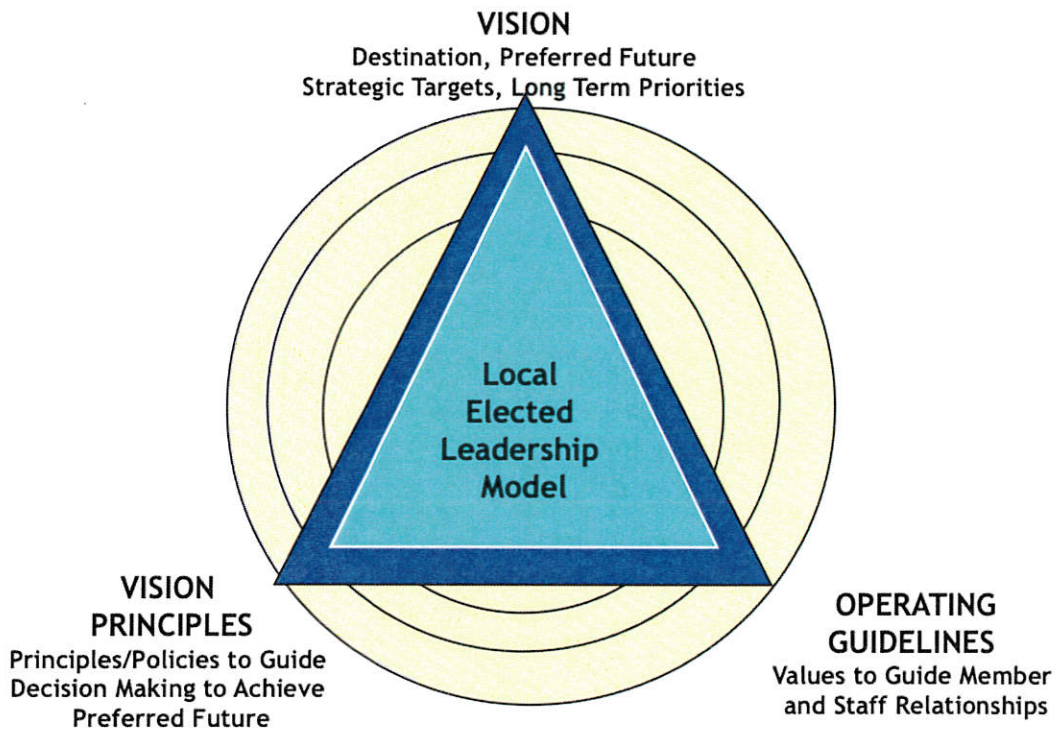 VISION
Destination, Preferred Future
Strategic Targets, Long Term Priorities
Local
Elected
Leadership
Model
VISION
PRINCIPLES
Principles/Policies to Guide
Decision Making to Achieve
Preferred Future
OPERATING
GUIDELINES
Values to Guide Member
and Staff Relationships